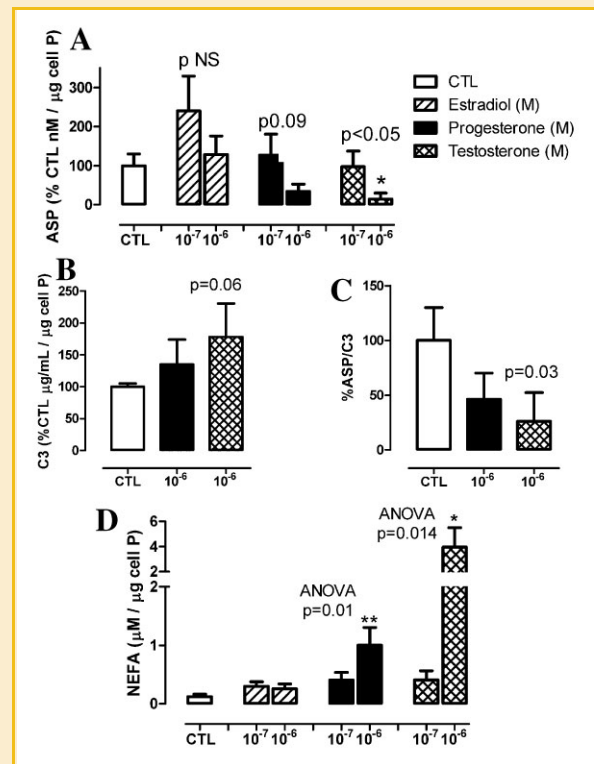 A
ASP (% CTL nM / µg cell P)
300
200
100
0
p NS
p0.09
p<0.05
*
CTL
Estradiol (M)
Progesterone (M)
Testosterone (M)
CTL
10⁻⁷ 10⁻⁶
10⁻⁷ 10⁻⁶
10⁻⁷ 10⁻⁶
B
C3 (%CTL µg/mL / µg cell P)
250
200
150
100
50
0
p=0.06
CTL
10⁻⁶
10⁻⁶
C
%ASP/C3
150
100
50
0
p=0.03
CTL
10⁻⁶
10⁻⁶
D
NEFA (µM / µg cell P)
6
4
2
2
1
0
ANOVA
p=0.01
**
ANOVA
p=0.014
*
CTL
10⁻⁷ 10⁻⁶
10⁻⁷ 10⁻⁶
10⁻⁷ 10⁻⁶